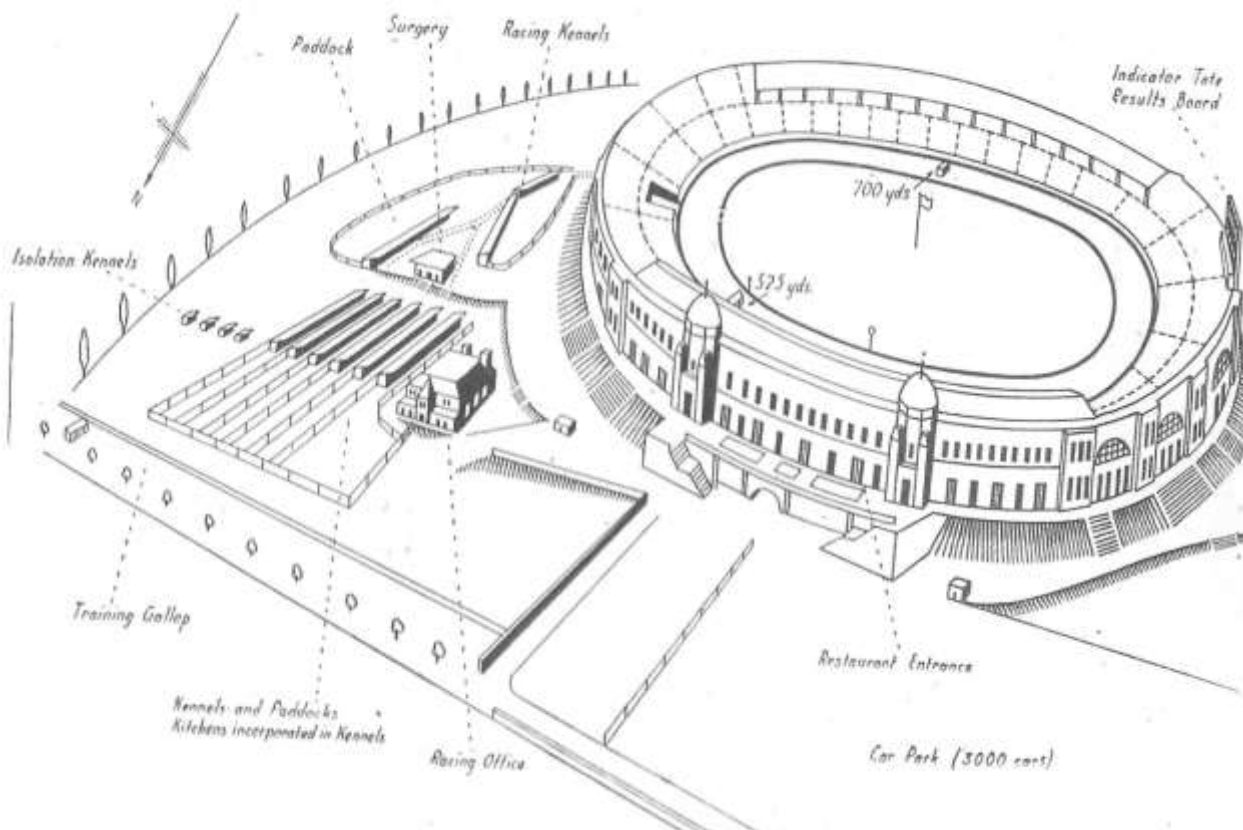 Surgery
Paddock
Racing Kennels
Indicator Tote
Results Board
N
700 yds
Isolation Kennels
525 yds.
Training Gallop
Restaurant Entrance
Kennels and Paddocks
Kitchens incorporated in Kennels
Racing Office
Car Park (3000 cars)